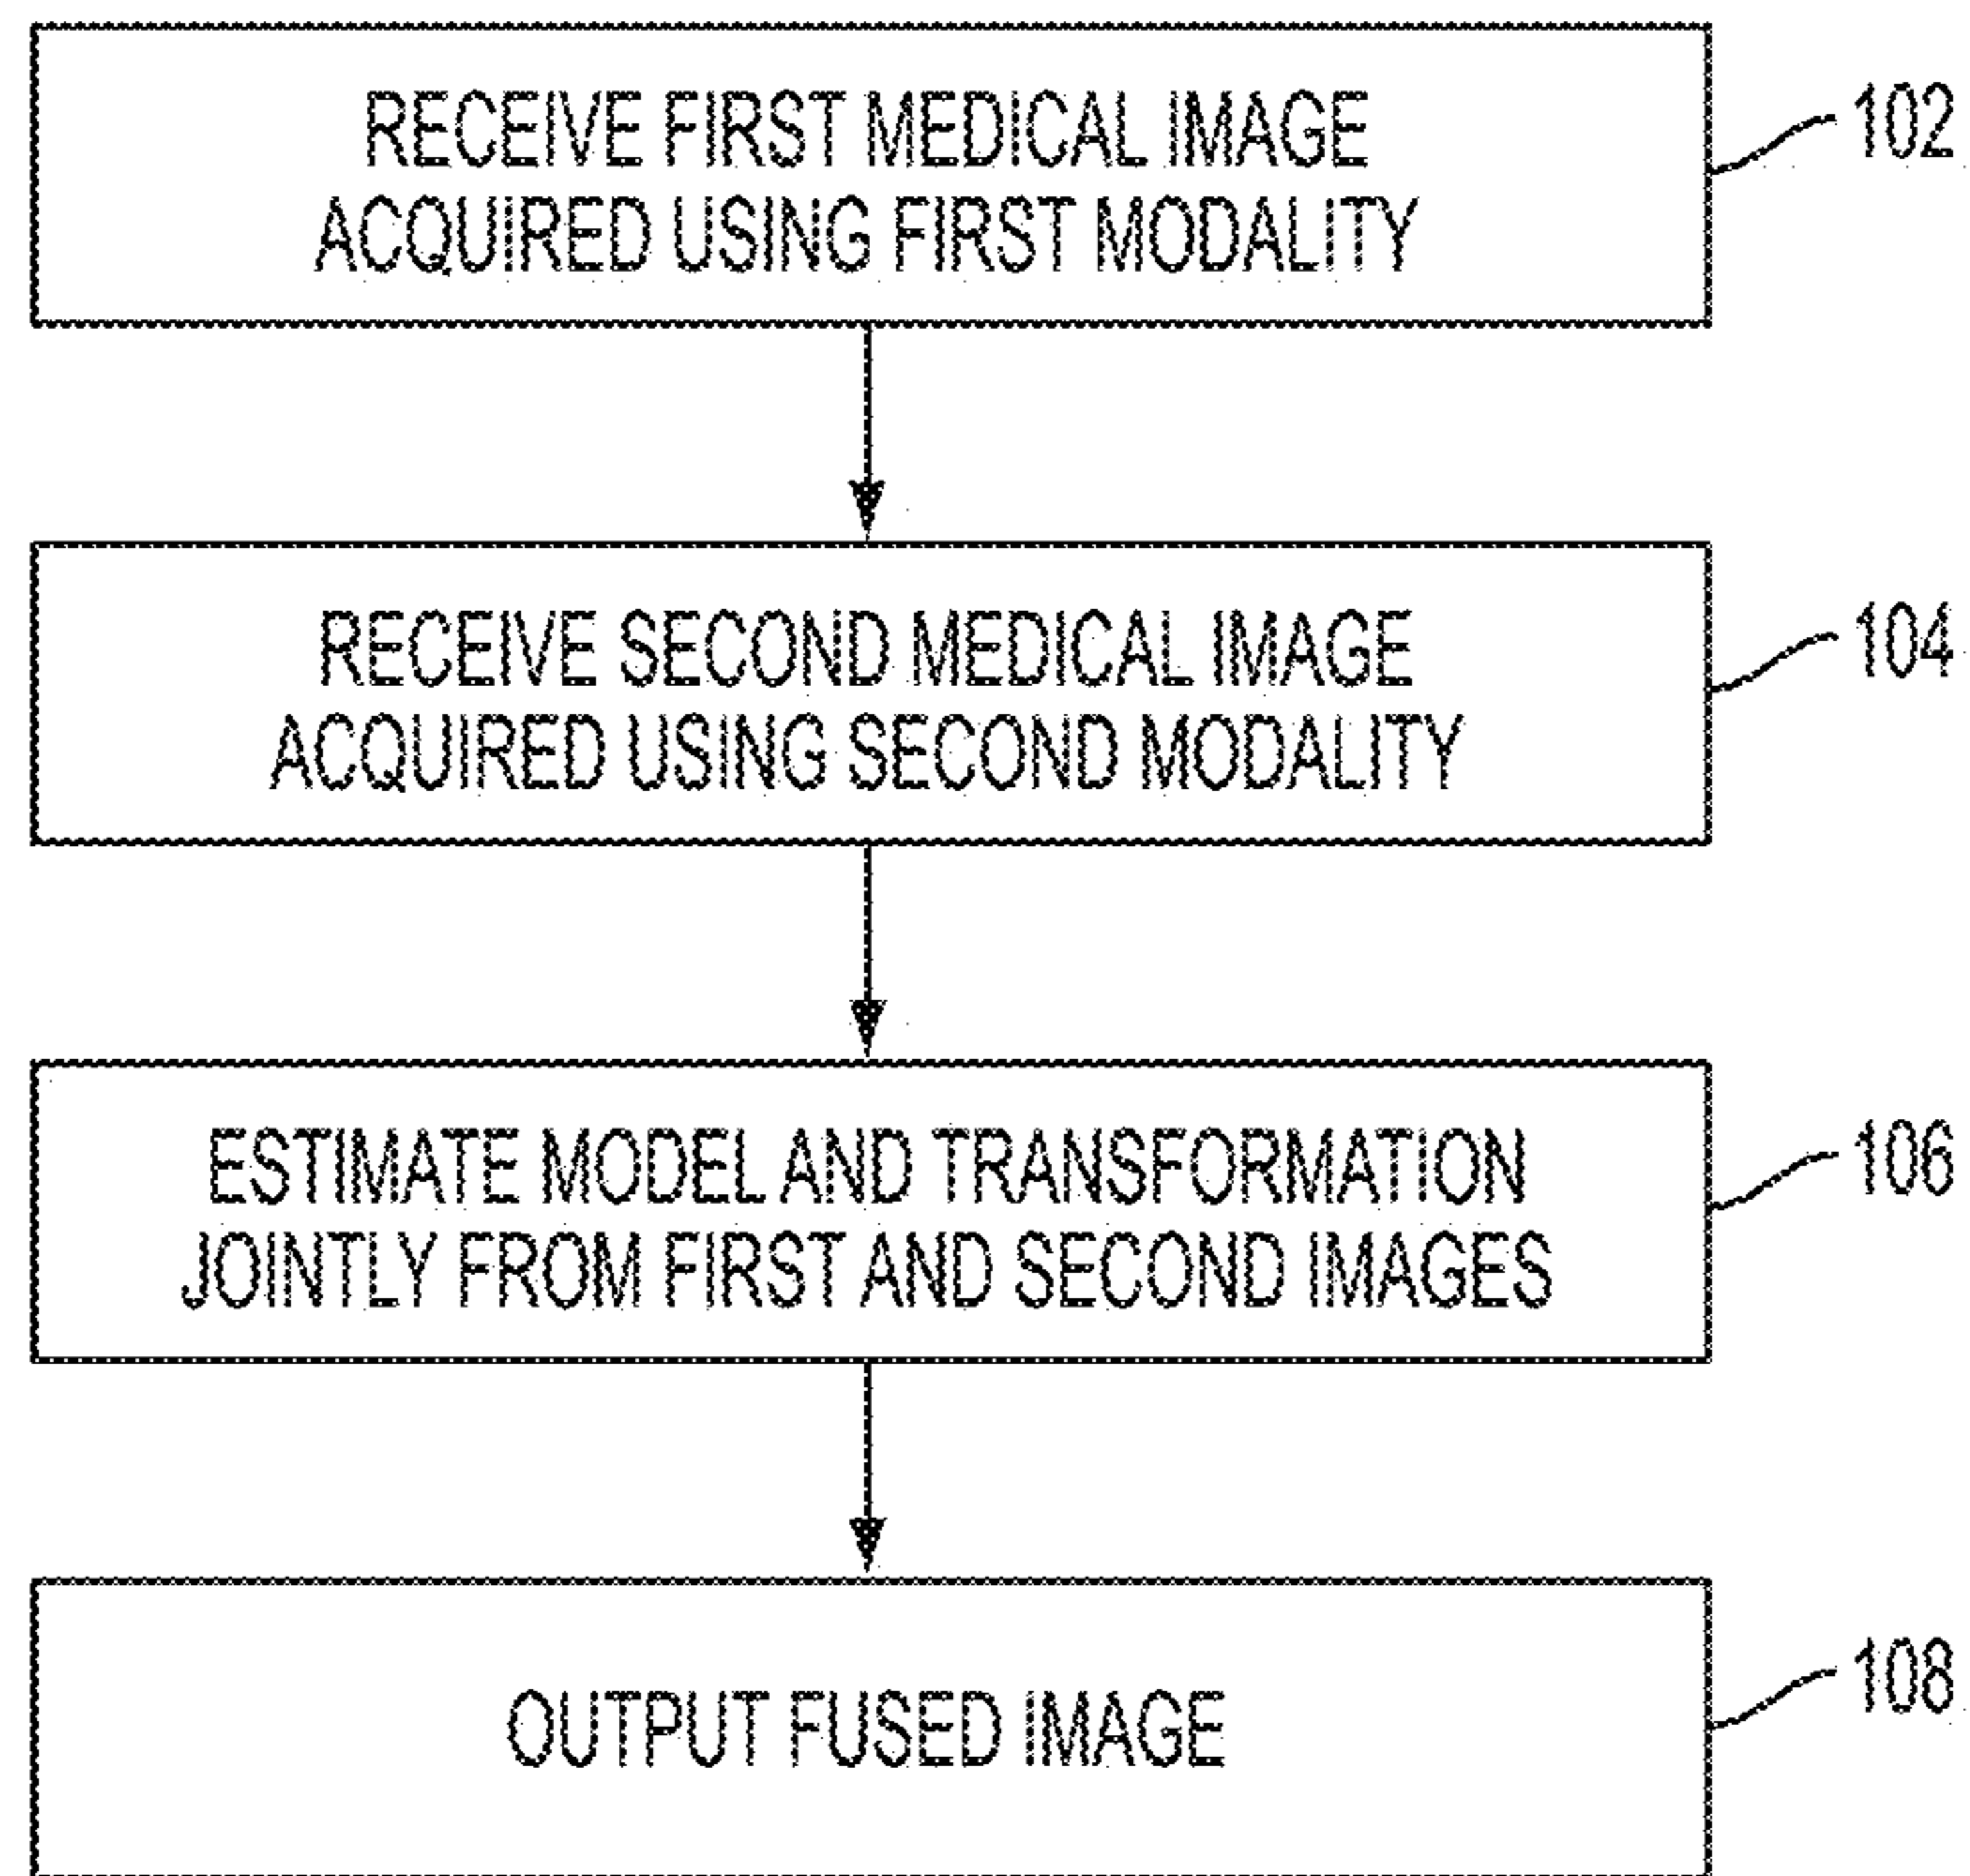 RECEIVE FIRST MEDICAL IMAGE
ACQUIRED USING FIRST MODALITY
102
RECEIVE SECOND MEDICAL IMAGE
ACQUIRED USING SECOND MODALITY
104
ESTIMATE MODEL AND TRANSFORMATION
JOINTLY FROM FIRST AND SECOND IMAGES
106
OUTPUT FUSED IMAGE
108